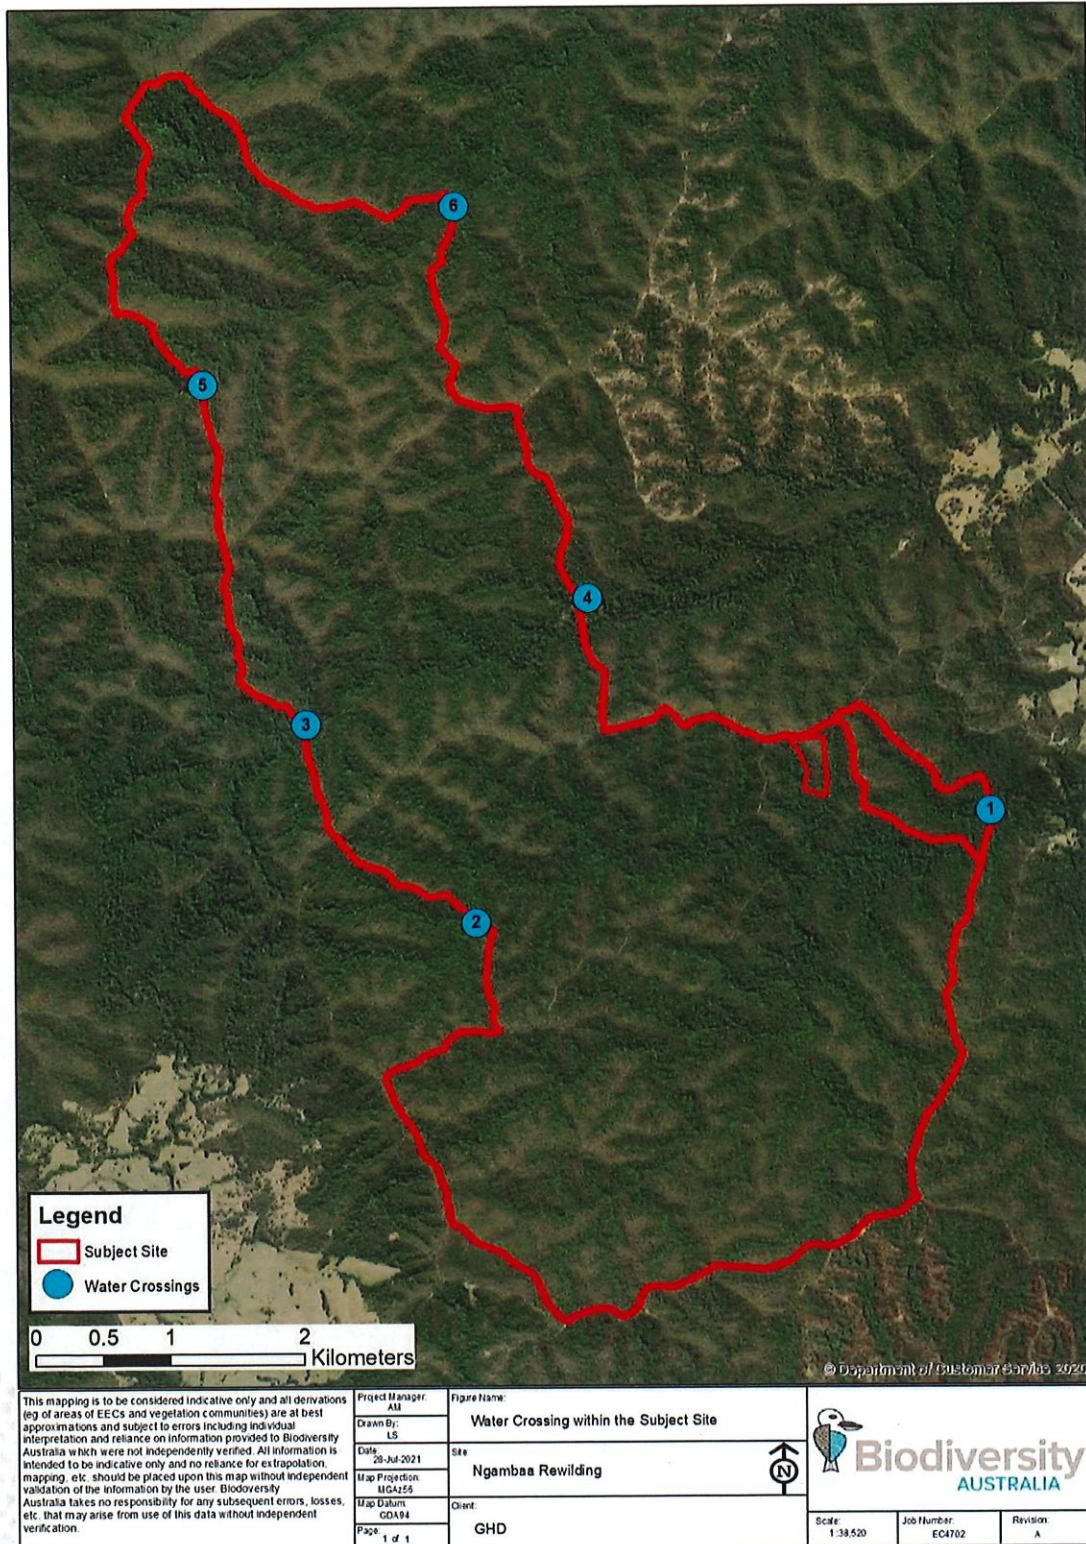 6
5
4
3
1
2
Legend
Subject Site
Water Crossings
0 0.5 1 2
Kilometers
© Department of Customer Service 2020
This mapping is to be considered indicative only and all derivations
(eg of areas of EECs and vegetation communities) are at best
approximations and subject to errors including individual
interpretation and reliance on information provided to Biodiversity
Australia which were not independently verified. All information is
intended to be indicative only and no reliance for extrapolation,
mapping, etc. should be placed upon this map without independent
validation of the information by the user. Biodoversity
Australia takes no responsibility for any subsequent errors, losses,
etc. that may arise from use of this data without independent
verification.
Project Manager:
AM
Drawn By:
LS
Date:
28-Jul-2021
Map Projection:
MGAz56
Map Datum:
GDA94
Page:
1 of 1
Figure Name:
Water Crossing within the Subject Site
Site
Ngambaa Rewilding
N
Client:
GHD
Biodiversity
AUSTRALIA
Scale:
1:38,520
Job Number:
EC4702
Revision:
A